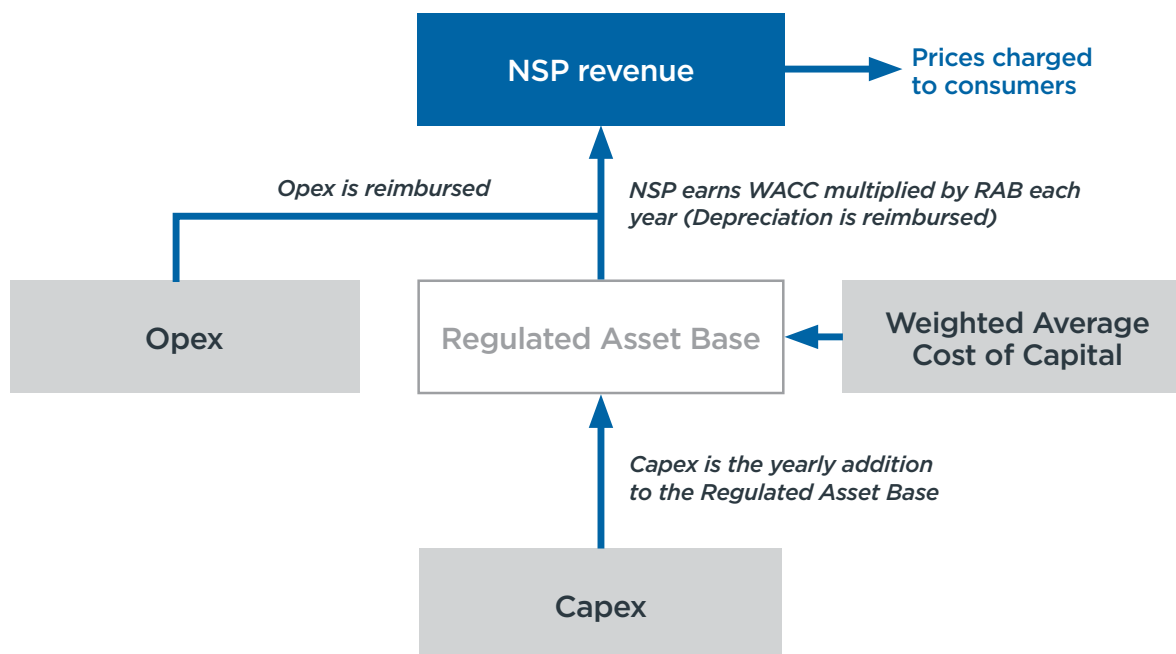 NSP revenue
Prices charged
to consumers
Opex is reimbursed
NSP earns WACC multiplied by RAB each
year (Depreciation is reimbursed)
Opex
Regulated Asset Base
Weighted Average
Cost of Capital
Capex is the yearly addition
to the Regulated Asset Base
Capex